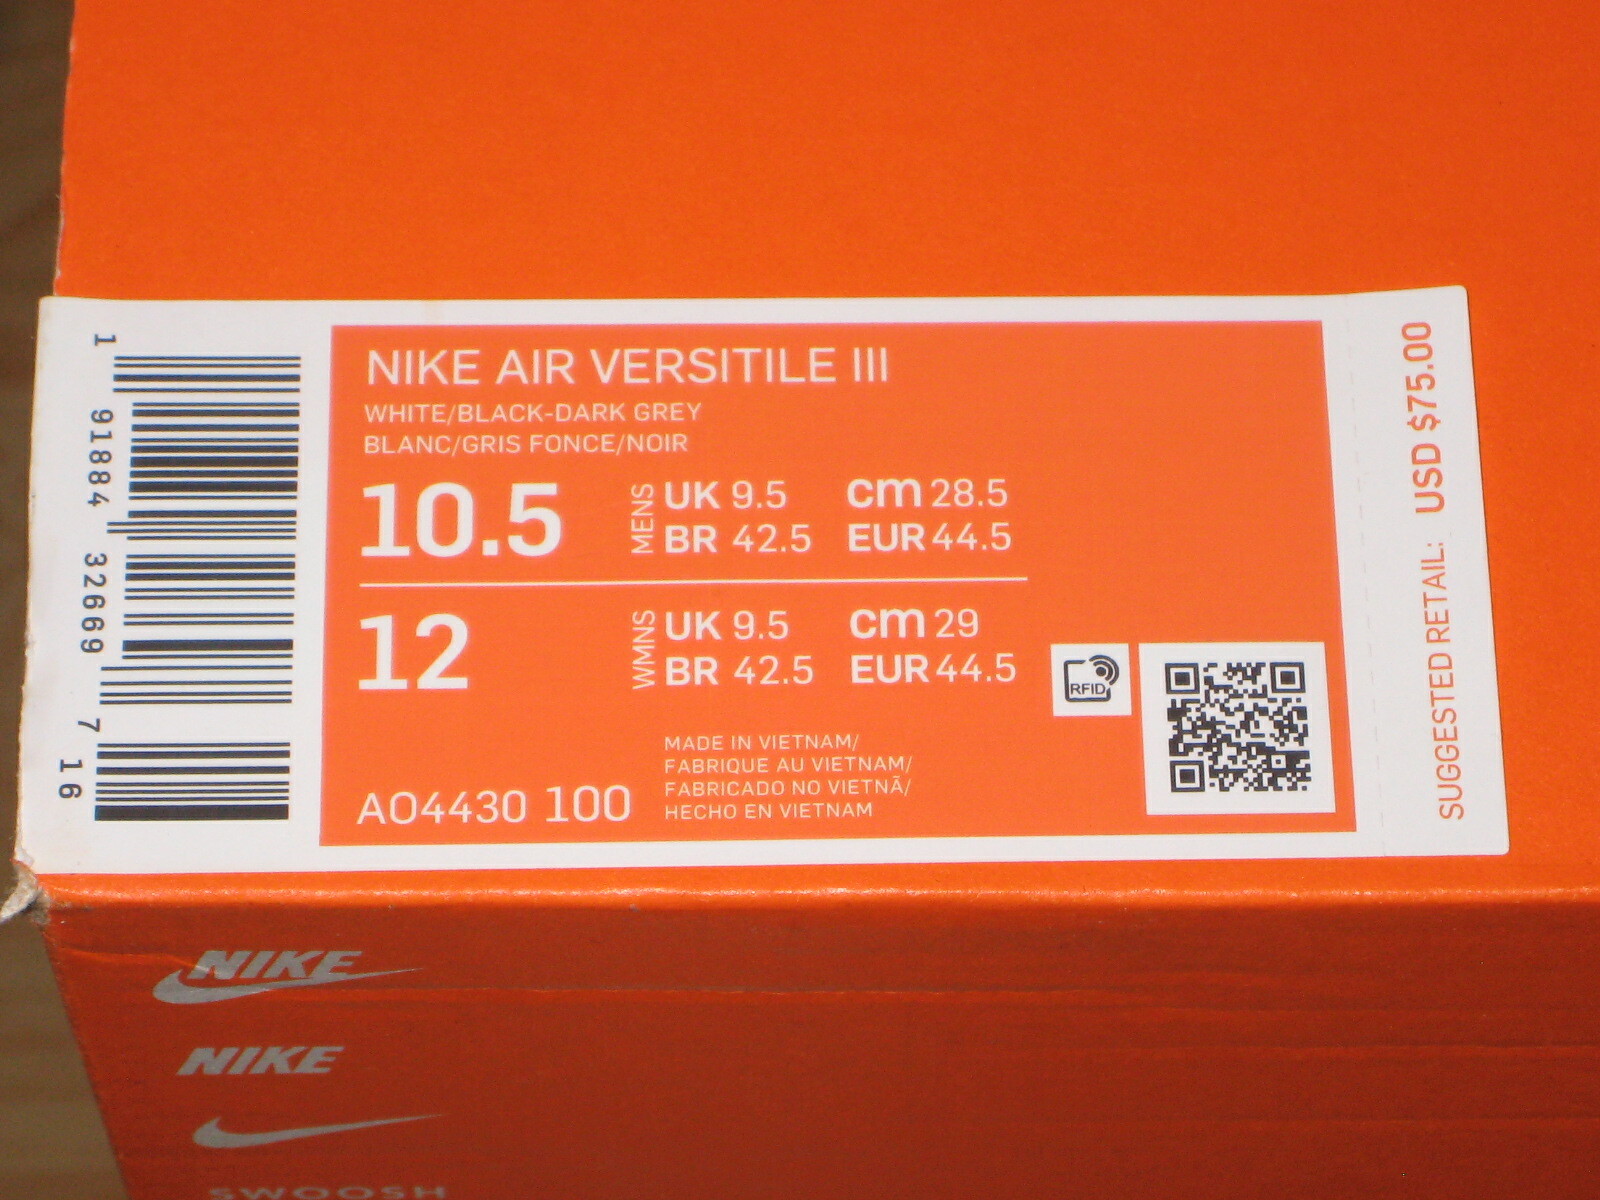 1 91884 32669 7 16
NIKE AIR VERSITILE III
WHITE/BLACK-DARK GREY
BLANC/GRIS FONCE/NOIR
10.5 MENS UK 9.5 cm 28.5
BR 42.5 EUR 44.5
12 WMNS UK 9.5 cm 29
BR 42.5 EUR 44.5
RFID
AO4430 100
MADE IN VIETNAM/
FABRIQUE AU VIETNAM/
FABRICADO NO VIETNÃ/
HECHO EN VIETNAM
SUGGESTED RETAIL: USD $75.00
NIKE
NIKE
SWOOSH